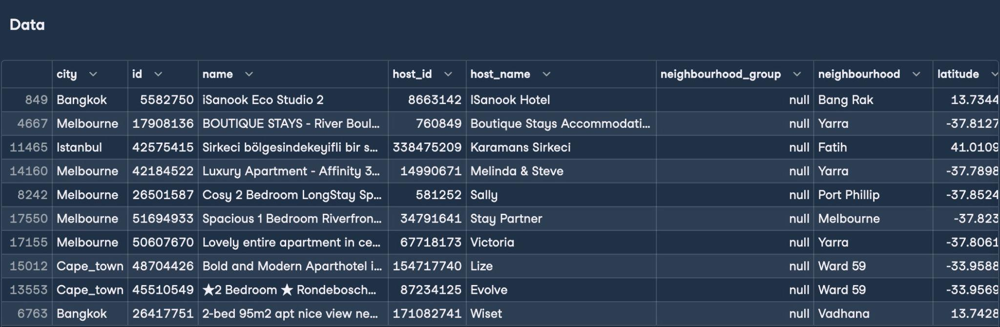 Data
city id name host_id host_name neighbourhood_group neighbourhood latitude
849 Bangkok 5582750 iSanook Eco Studio 2 8663142 ISanook Hotel null Bang Rak 13.7344
4667 Melbourne 17908136 BOUTIQUE STAYS - River Boul... 760849 Boutique Stays Accommodati... null Yarra -37.8127
11465 Istanbul 42575415 Sirkeci bölgesindekeyifli bir s... 338475209 Karamans Sirkeci null Fatih 41.0109
14160 Melbourne 42184522 Luxury Apartment - Affinity 3... 14990671 Melinda & Steve null Yarra -37.7898
8242 Melbourne 26501587 Cosy 2 Bedroom LongStay Sp... 581252 Sally null Port Phillip -37.8524
17550 Melbourne 51694933 Spacious 1 Bedroom Riverfron... 34791641 Stay Partner null Melbourne -37.823
17155 Melbourne 50607670 Lovely entire apartment in ce... 67718173 Victoria null Yarra -37.8061
15012 Cape_town 48704426 Bold and Modern Aparthotel i... 154717740 Lize null Ward 59 -33.9588
13553 Cape_town 45510549 ★2 Bedroom ★ Rondebosch... 87234125 Evolve null Ward 59 -33.9569
6763 Bangkok 26417751 2-bed 95m2 apt nice view ne... 171082741 Wiset null Vadhana 13.7428